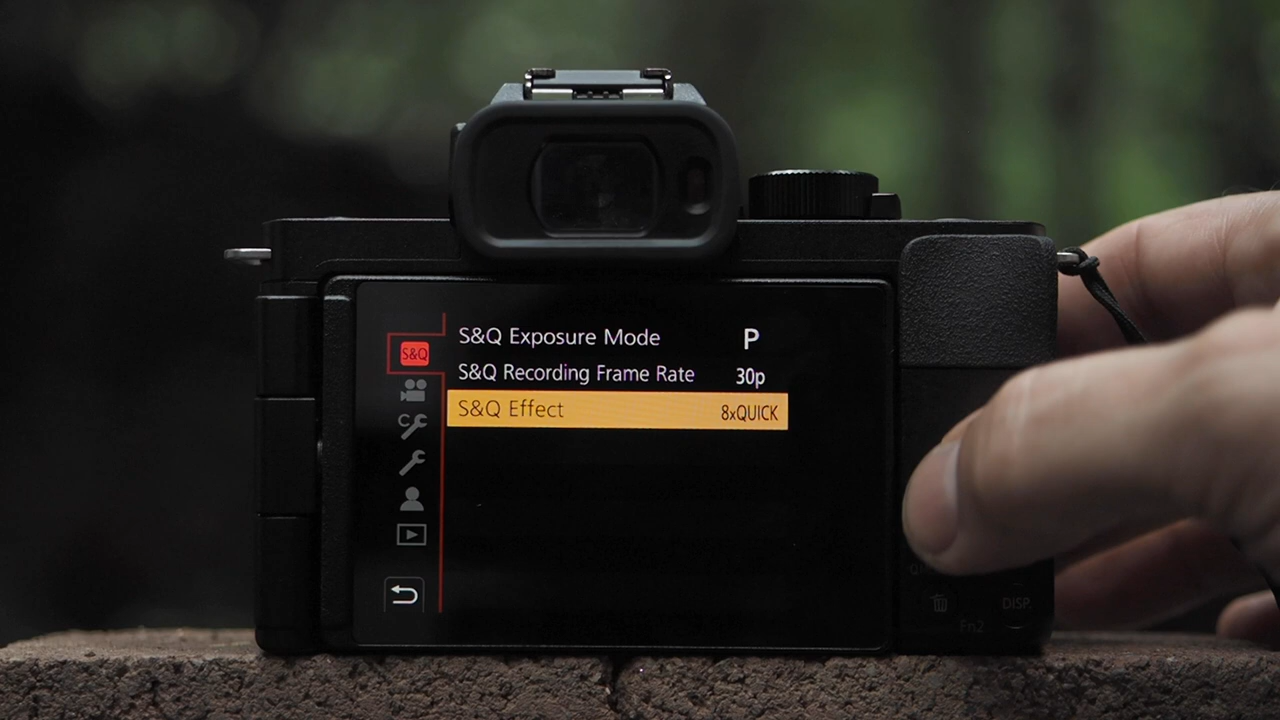 S&Q Exposure Mode P
S&Q
S&Q Recording Frame Rate 30p
S&Q Effect 8xQUICK
C
DISP.
Fn2